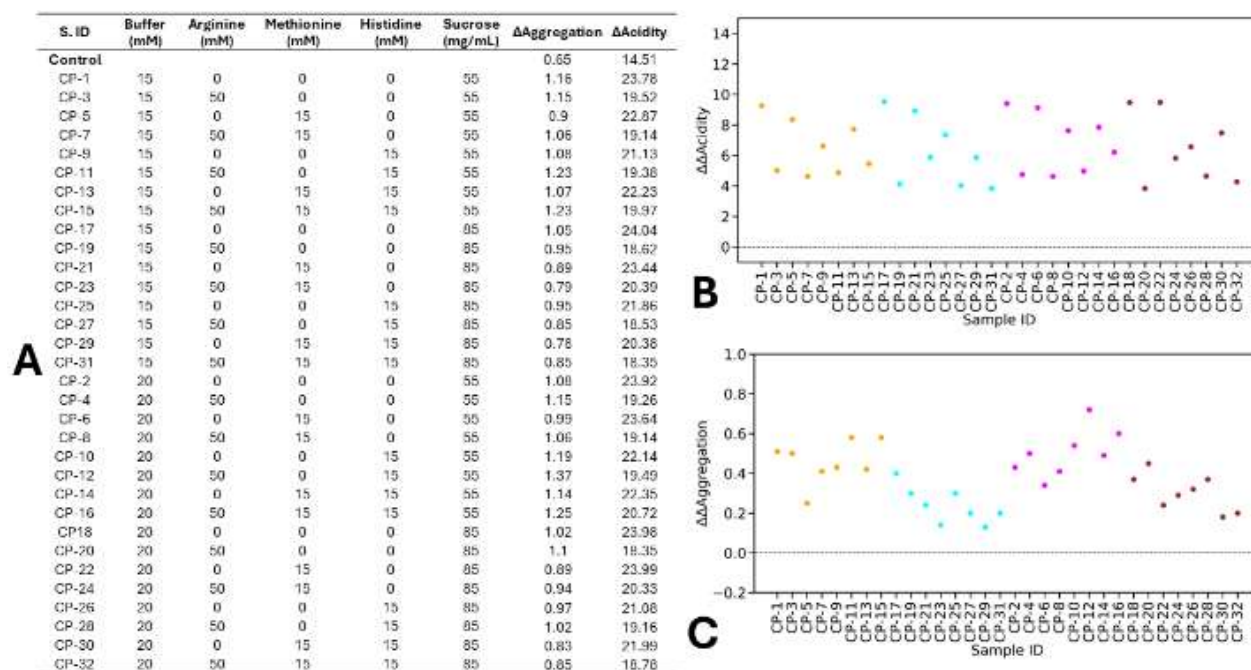 A
S. ID Buffer (mM) Arginine (mM) Methionine (mM) Histidine (mM) Sucrose (mg/mL) ΔAggregation ΔAcidity
Control 0.65 14.51
CP-1 15 0 0 0 55 1.16 23.78
CP-3 15 50 0 0 55 1.15 19.52
CP-5 15 0 15 0 55 0.9 22.87
CP-7 15 50 15 0 55 1.06 19.14
CP-9 15 0 0 15 55 1.08 21.13
CP-11 15 50 0 15 55 1.23 19.38
CP-13 15 0 15 15 55 1.07 22.23
CP-15 15 50 15 15 55 1.23 19.97
CP-17 15 0 0 0 85 1.05 24.04
CP-19 15 50 0 0 85 0.95 18.62
CP-21 15 0 15 0 85 0.89 23.44
CP-23 15 50 15 0 85 0.79 20.39
CP-25 15 0 0 15 85 0.95 21.86
CP-27 15 50 0 15 85 0.85 18.53
CP-29 15 0 15 15 85 0.78 20.38
CP-31 15 50 15 15 85 0.85 18.35
CP-2 20 0 0 0 55 1.08 23.92
CP-4 20 50 0 0 55 1.15 19.26
CP-6 20 0 15 0 55 0.99 23.64
CP-8 20 50 15 0 55 1.06 19.14
CP-10 20 0 0 15 55 1.19 22.14
CP-12 20 50 0 15 55 1.37 19.49
CP-14 20 0 15 15 55 1.14 22.35
CP-16 20 50 15 15 55 1.25 20.72
CP18 20 0 0 0 85 1.02 23.98
CP-20 20 50 0 0 85 1.1 18.35
CP-22 20 0 15 0 85 0.89 23.99
CP-24 20 50 15 0 85 0.94 20.33
CP-26 20 0 0 15 85 0.97 21.08
CP-28 20 50 0 15 85 1.02 19.16
CP-30 20 0 15 15 85 0.83 21.99
CP-32 20 50 15 15 85 0.85 18.78
B
ΔΔAcidity
14
12
10
8
6
4
2
0
CP-1 CP-3 CP-5 CP-7 CP-9 CP-11 CP-13 CP-15 CP-17 CP-19 CP-21 CP-23 CP-25 CP-27 CP-29 CP-31 CP-2 CP-4 CP-6 CP-8 CP-10 CP-12 CP-14 CP-16 CP-18 CP-20 CP-22 CP-24 CP-26 CP-28 CP-30 CP-32
Sample ID
C
ΔΔAggregation
1.0
0.8
0.6
0.4
0.2
0.0
−0.2
CP-1 CP-3 CP-5 CP-7 CP-9 CP-11 CP-13 CP-15 CP-17 CP-19 CP-21 CP-23 CP-25 CP-27 CP-29 CP-31 CP-2 CP-4 CP-6 CP-8 CP-10 CP-12 CP-14 CP-16 CP-18 CP-20 CP-22 CP-24 CP-26 CP-28 CP-30 CP-32
Sample ID